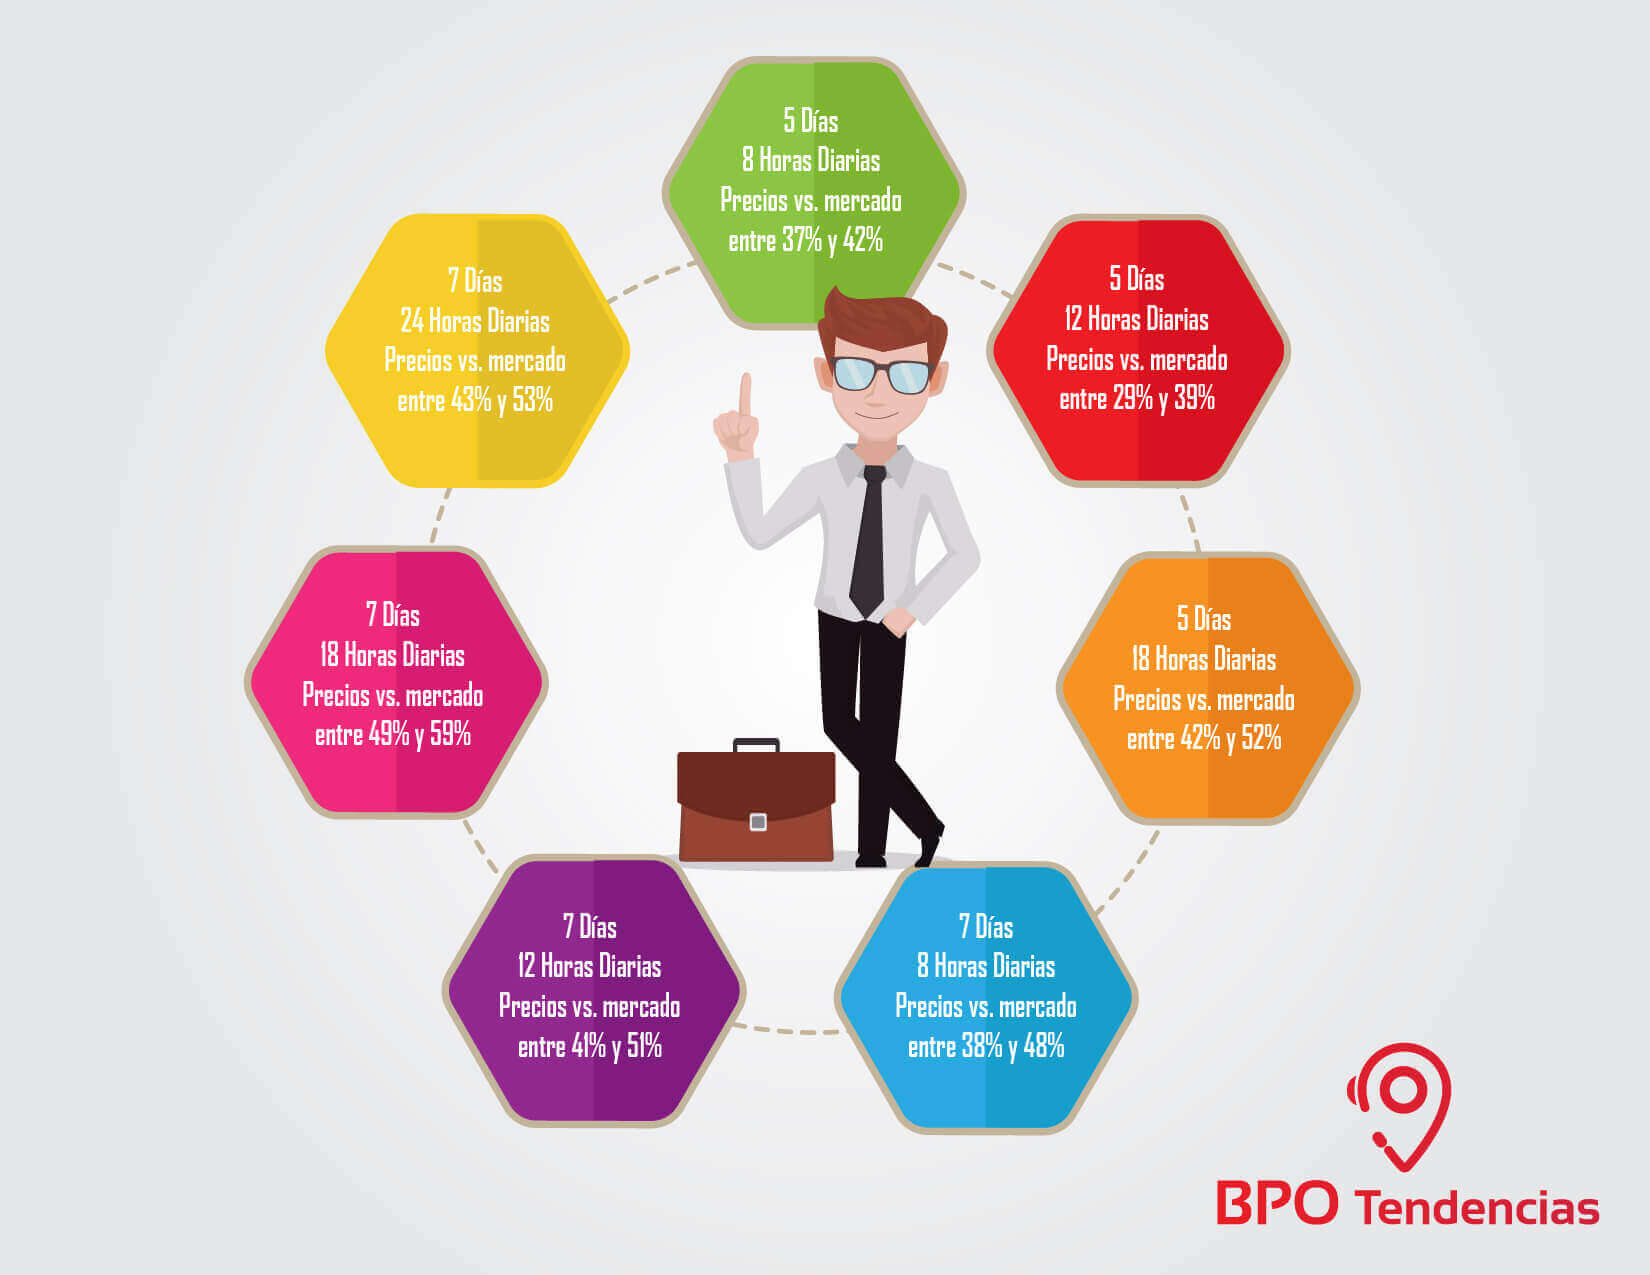 5 Días
8 Horas Diarias
Precios vs. mercado
entre 37% y 42%
5 Días
12 Horas Diarias
Precios vs. mercado
entre 29% y 39%
5 Días
18 Horas Diarias
Precios vs. mercado
entre 42% y 52%
7 Días
8 Horas Diarias
Precios vs. mercado
entre 38% y 48%
7 Días
12 Horas Diarias
Precios vs. mercado
entre 41% y 51%
7 Días
18 Horas Diarias
Precios vs. mercado
entre 49% y 59%
7 Días
24 Horas Diarias
Precios vs. mercado
entre 43% y 53%
BPO Tendencias